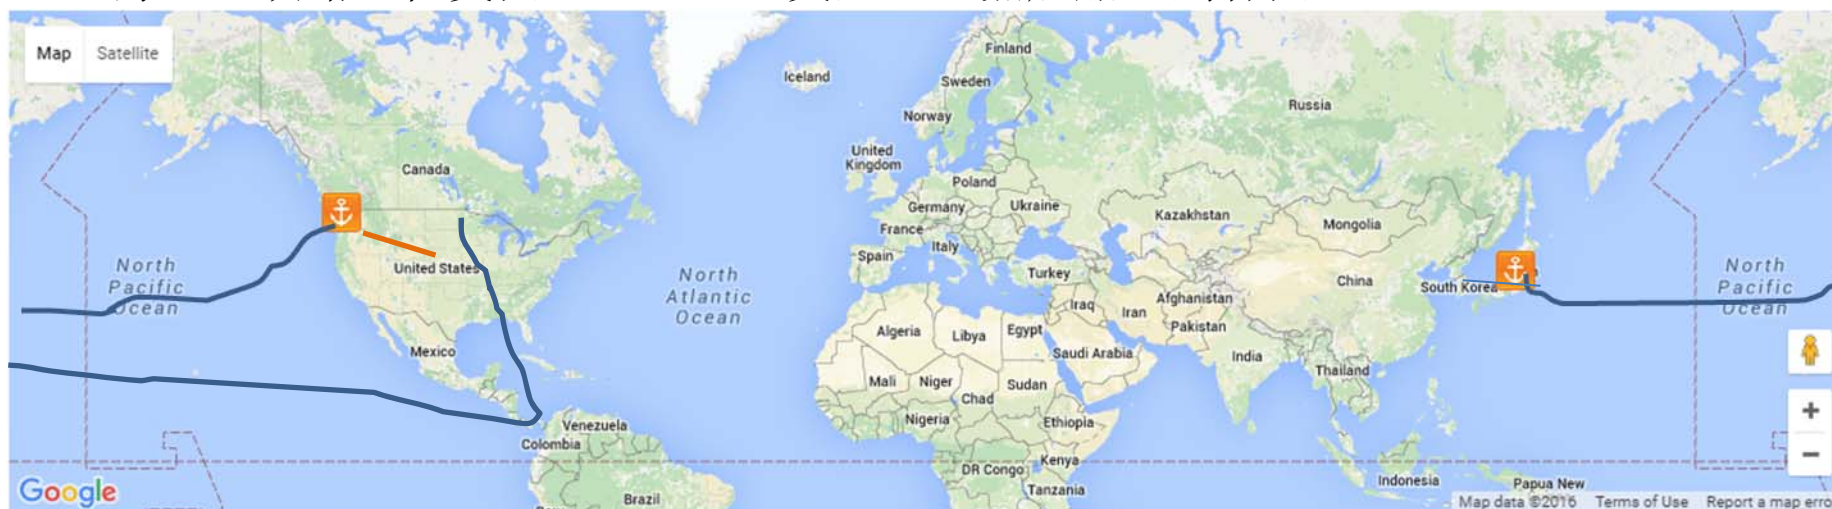 Map Satellite
Iceland
Finland
Sweden
Norway
Russia
Canada
United
Kingdom
Poland
Germany
Ukraine
France
Kazakhstan
Mongolia
Italy
Spain
Turkey
China
South Korea
United States
North
Pacific
Ocean
North
Atlantic
Ocean
North
Pacific
Ocean
Iraq
Iran
Afghanistan
Pakistan
Algeria
Libya
Egypt
Saudi Arabia
India
Thailand
Mexico
Mali
Niger
Sudan
Chad
Nigeria
Ethiopia
Venezuela
Colombia
DR Congo
Kenya
Tanzania
Brazil
Indonesia
Papua New
+
−
Google
Map data ©2016 Terms of Use Report a map erro